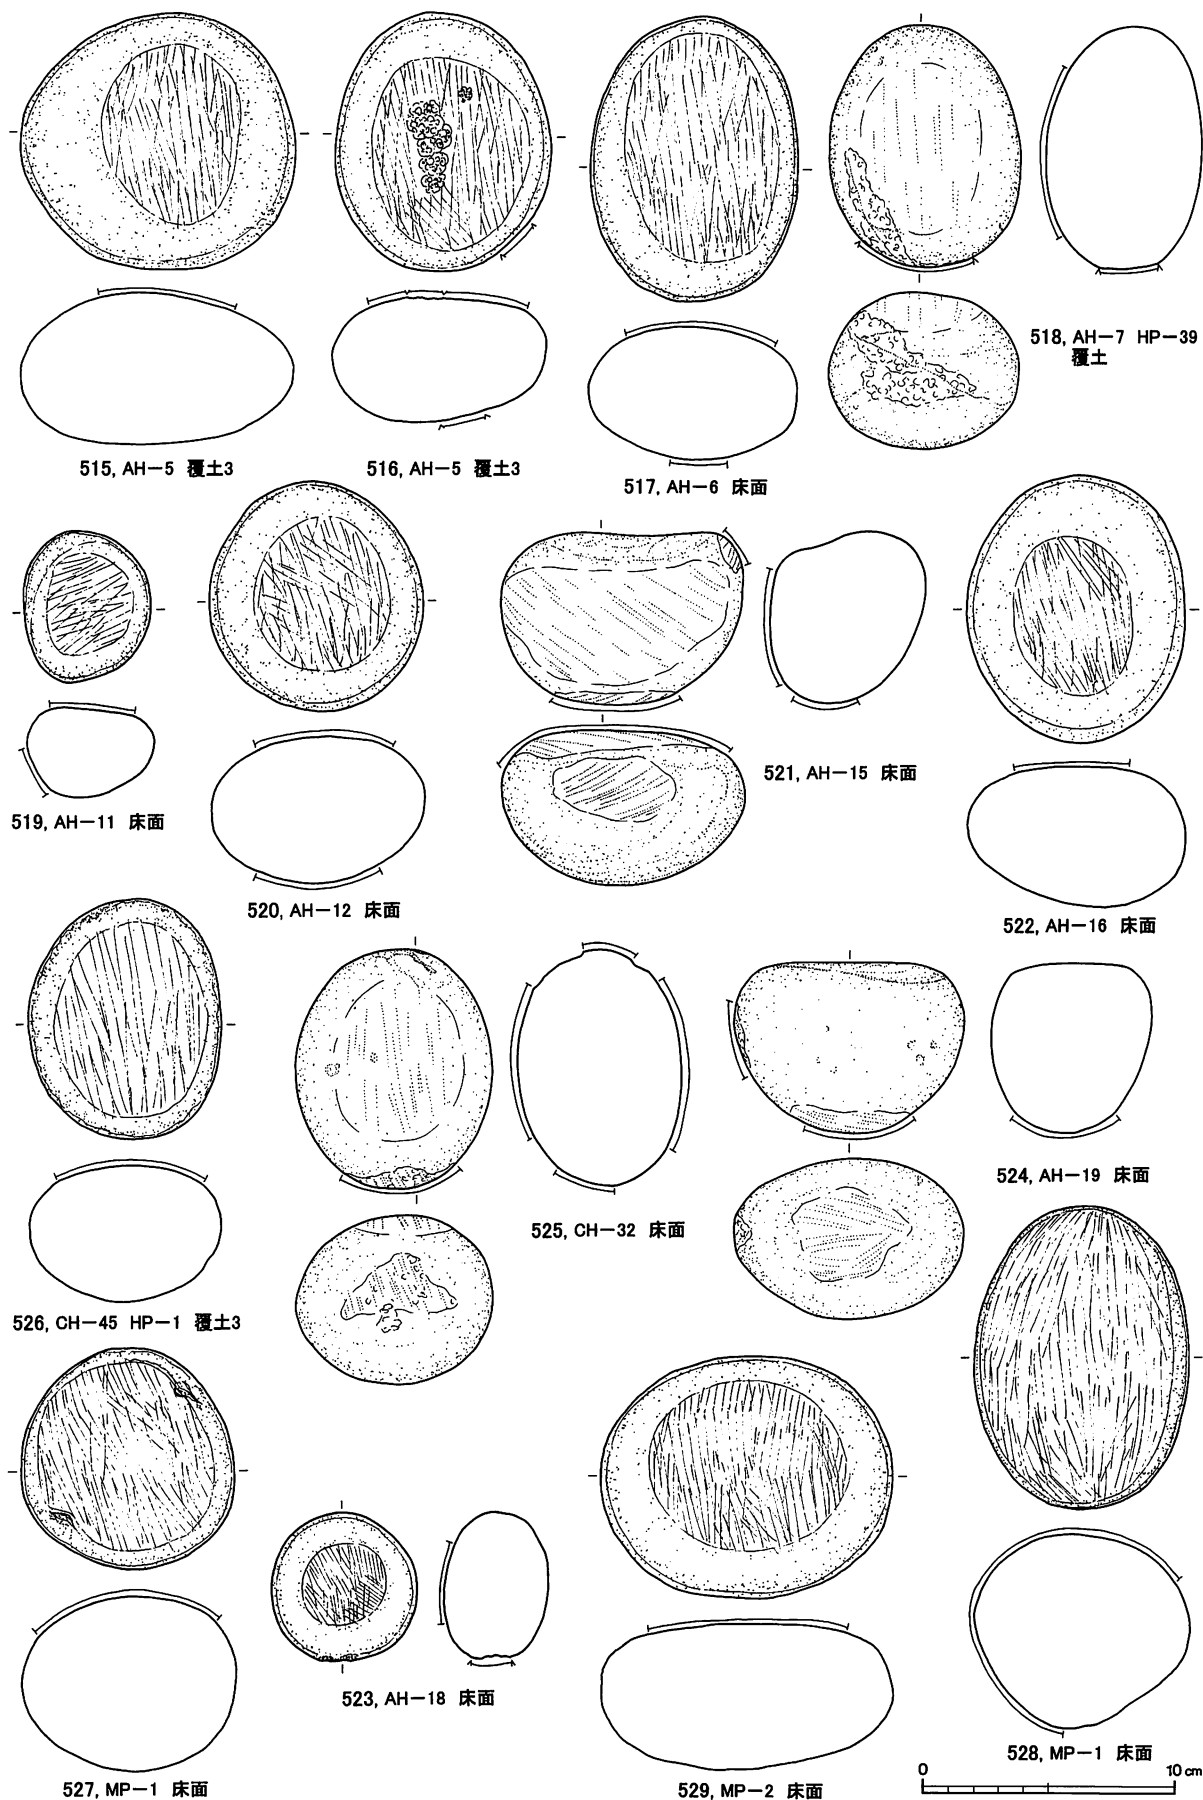 515, AH－5 覆土3
516, AH－5 覆土3
517, AH－6 床面
518, AH－7 HP－39
覆土
519, AH－11 床面
520, AH－12 床面
521, AH－15 床面
522, AH－16 床面
526, CH－45 HP－1 覆土3
525, CH－32 床面
524, AH－19 床面
527, MP－1 床面
523, AH－18 床面
529, MP－2 床面
528, MP－1 床面
0 10cm